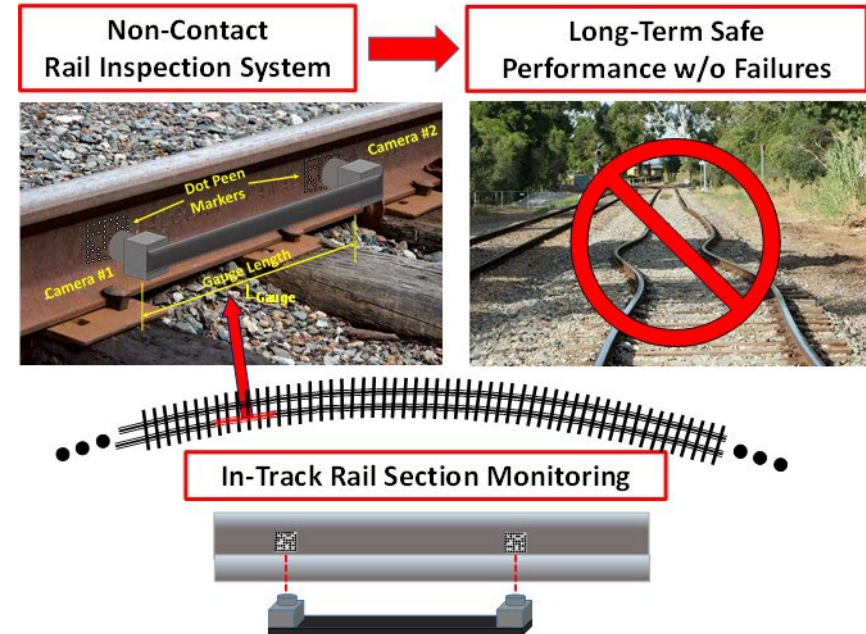 Non-Contact
Rail Inspection System
Long-Term Safe
Performance w/o Failures
Camera #2
Dot Peen
Markers
Camera #1
Gauge Length
Gauge
In-Track Rail Section Monitoring